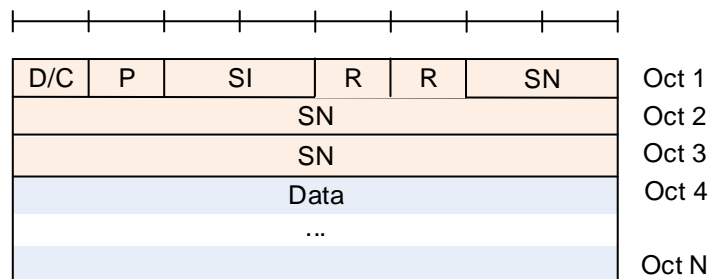 D/C P SI R R SN Oct 1
SN Oct 2
SN Oct 3
Data Oct 4
...
Oct N